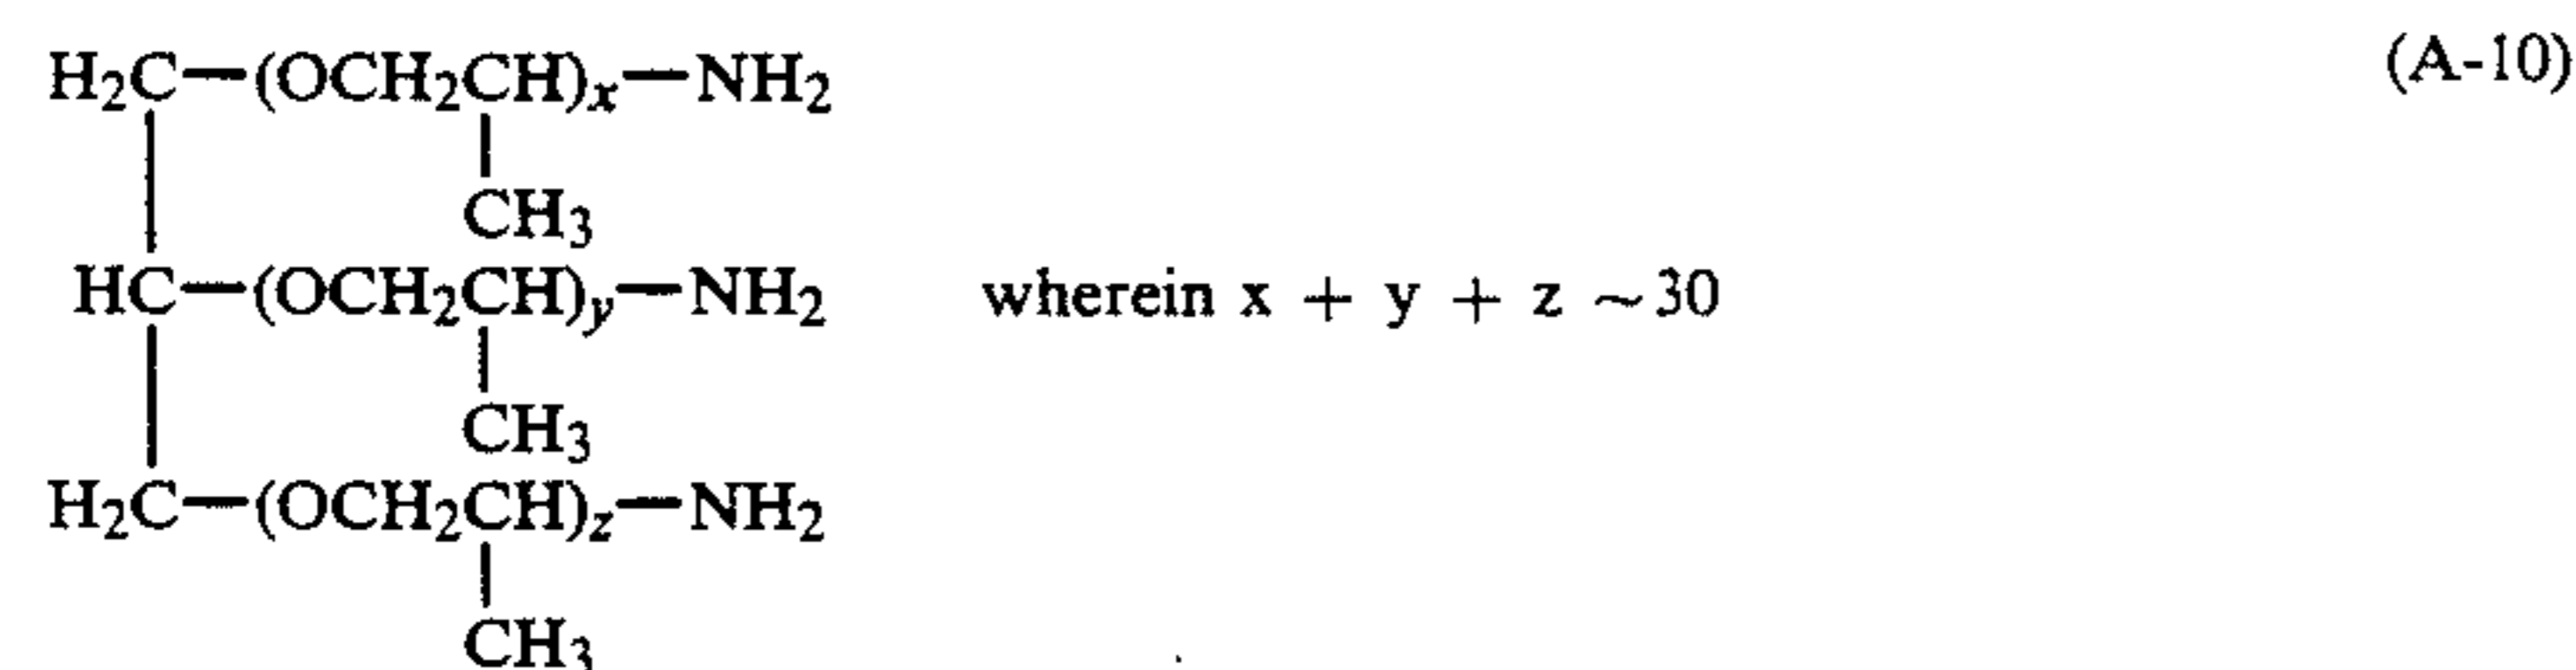 H₂C—(OCH₂CH)ₓ—NH₂ (A-10)
CH₃
HC—(OCH₂CH)y—NH₂ wherein x + y + z ~30
CH₃
H₂C—(OCH₂CH)z—NH₂
CH₃